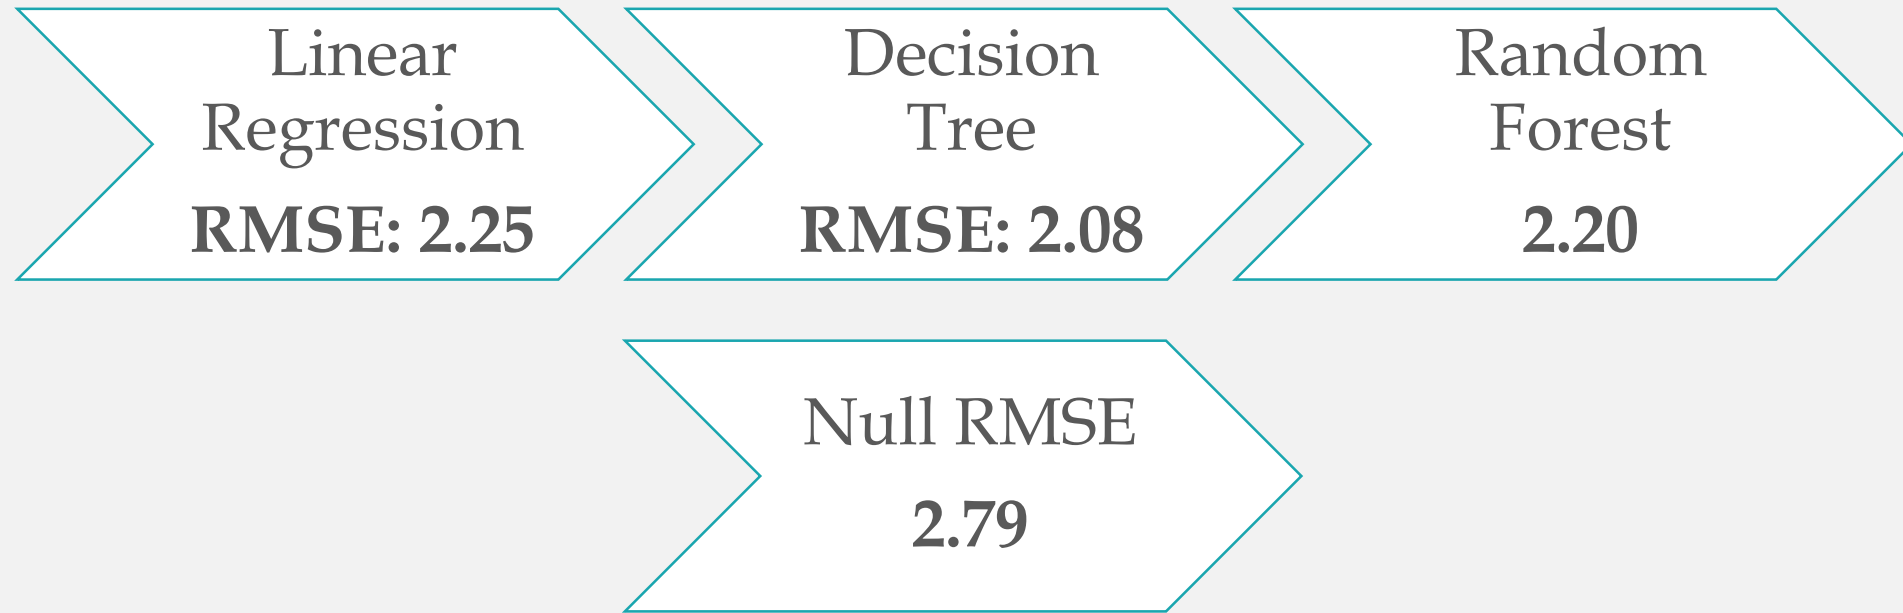 Linear
Regression
RMSE: 2.25
Decision
Tree
RMSE: 2.08
Random
Forest
2.20
Null RMSE
2.79